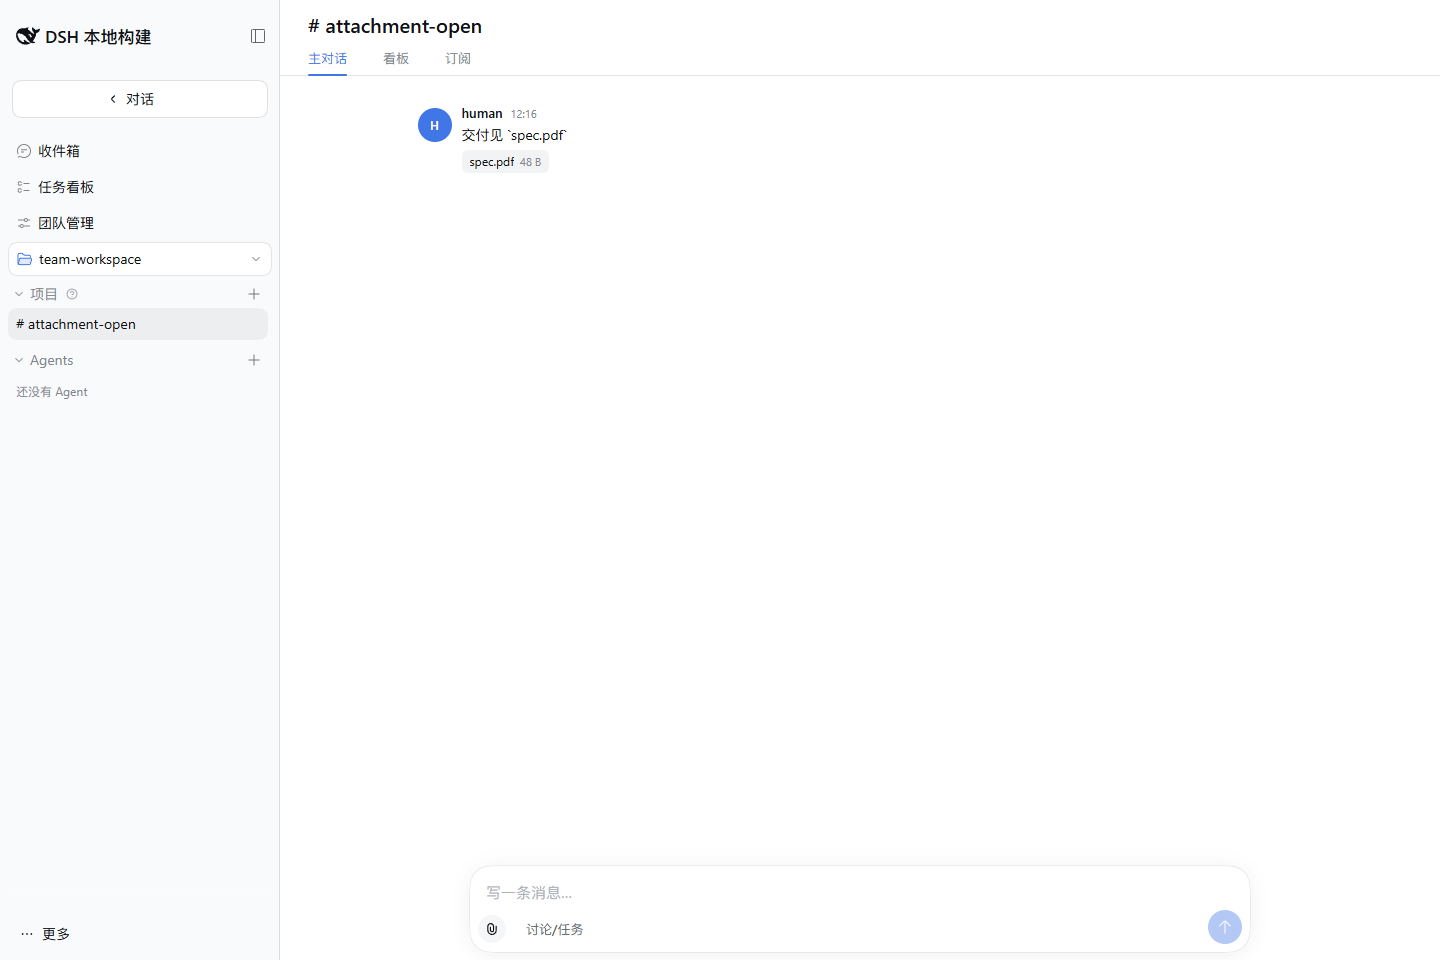 DSH 本地构建
对话
收件箱
任务看板
团队管理
team-workspace
项目
# attachment-open
Agents
还没有 Agent
更多
# attachment-open
主对话 看板 订阅
H
human 12:16
交付见 `spec.pdf`
spec.pdf 48 B
写一条消息...
讨论/任务